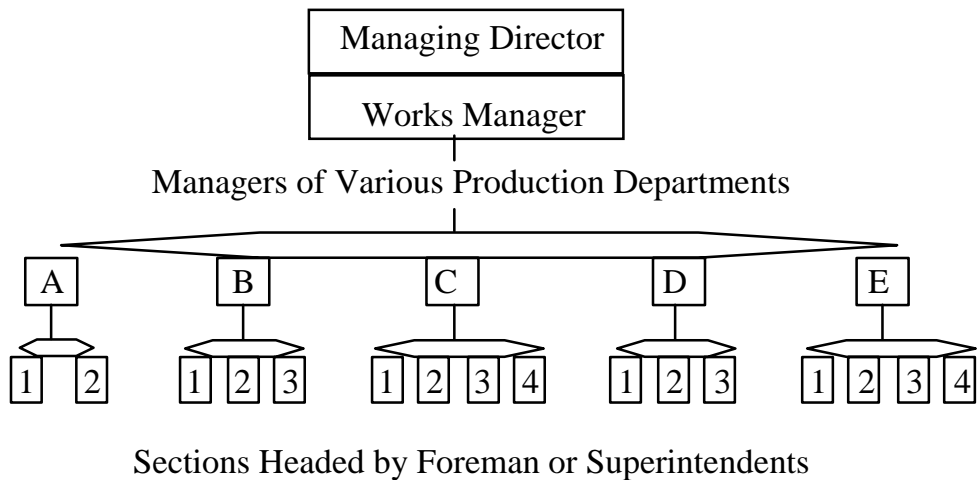 Managing Director
Works Manager
Managers of Various Production Departments
A B C D E
1 2 1 2 3 1 2 3 4 1 2 3 1 2 3 4
Sections Headed by Foreman or Superintendents